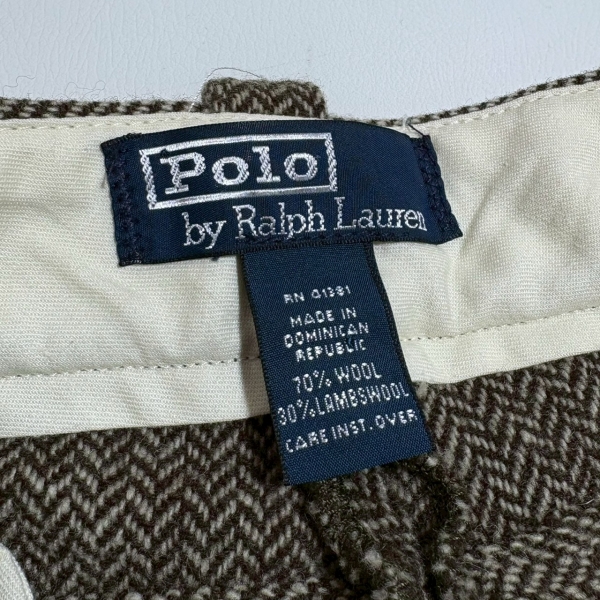 Polo
by Ralph Lauren
RN 41381
MADE IN
DOMINICAN
REPUBLIC
70% WOOL
30% LAMBSWOOL
CARE INST. OVER